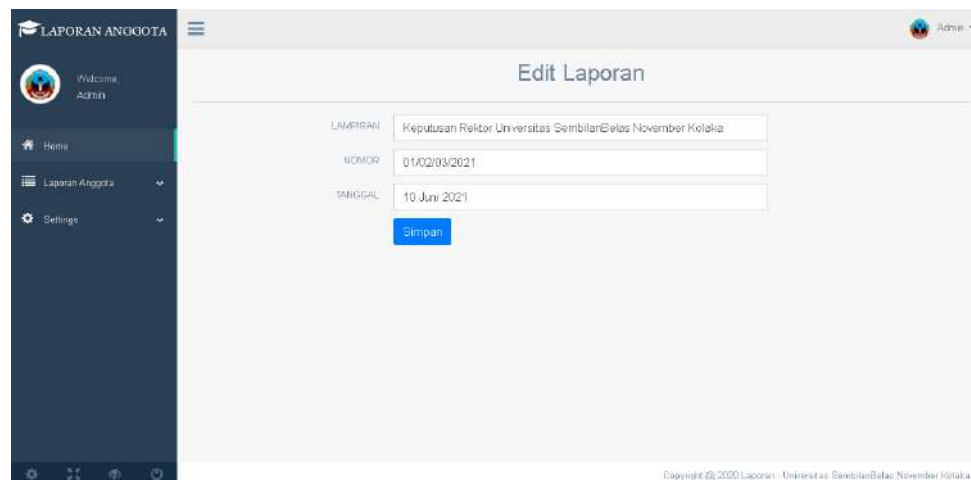 LAPORAN ANGGOTA
Admin
Welcome,
Admin
Edit Laporan
LAMPIRAN
Keputusan Rektor Universitas SembilanBelas November Kolaka
Home
NOMOR
01/02/03/2021
Laporan Anggota
TANGGAL
10 Juni 2021
Settings
Simpan
Copyright @ 2020 Laporan - Universitas SembilanBelas November Kolaka